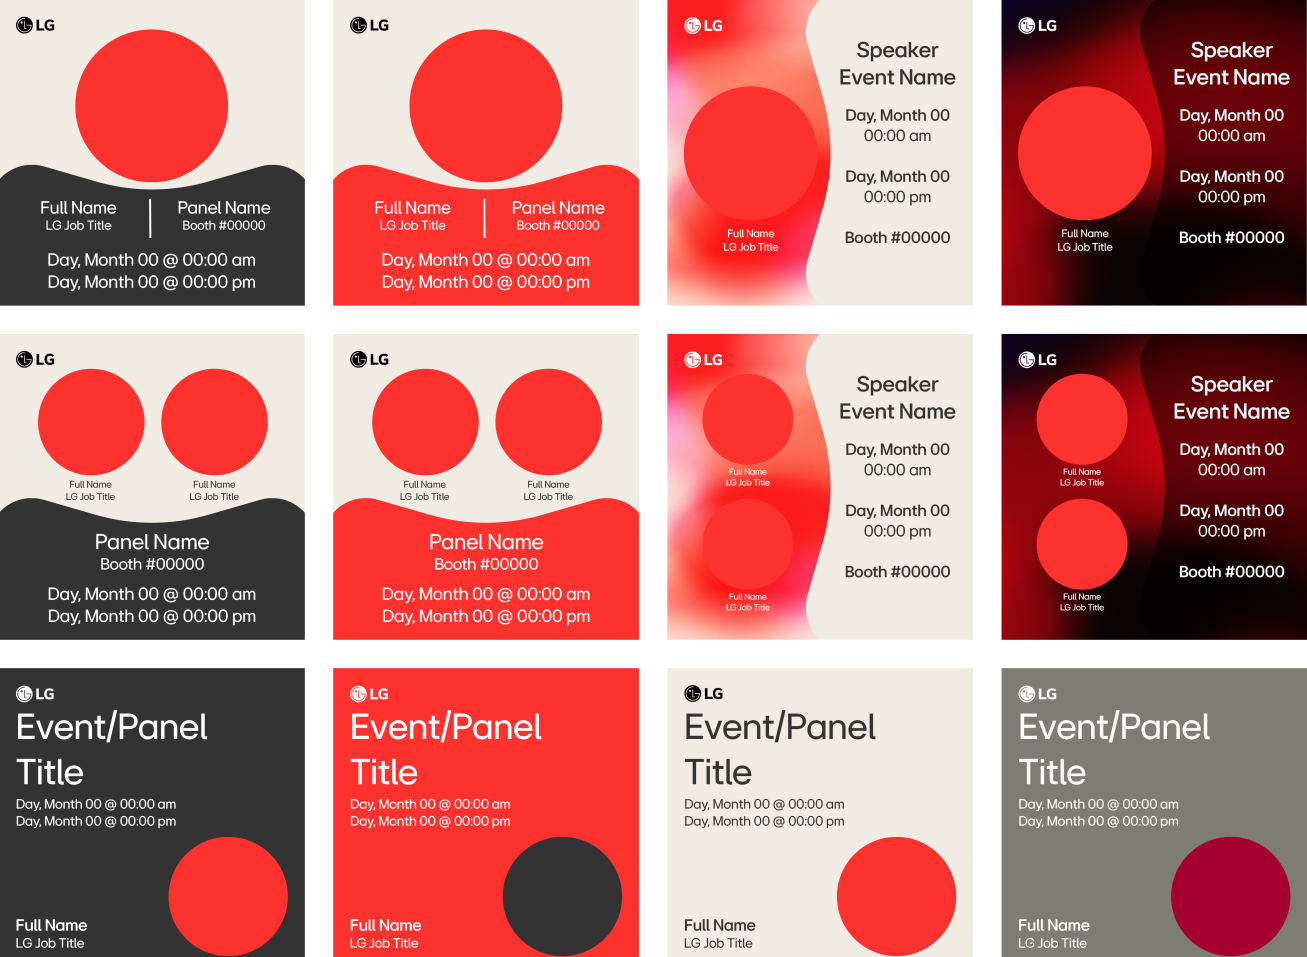 LG
Full Name
LG Job Title
Panel Name
Booth #00000
Day, Month 00 @ 00:00 am
Day, Month 00 @ 00:00 pm
LG
Full Name
LG Job Title
Panel Name
Booth #00000
Day, Month 00 @ 00:00 am
Day, Month 00 @ 00:00 pm
LG
Speaker
Event Name
Day, Month 00
00:00 am
Day, Month 00
00:00 pm
Booth #00000
Full Name
LG Job Title
LG
Speaker
Event Name
Day, Month 00
00:00 am
Day, Month 00
00:00 pm
Booth #00000
Full Name
LG Job Title
LG
Full Name
LG Job Title
Full Name
LG Job Title
Panel Name
Booth #00000
Day, Month 00 @ 00:00 am
Day, Month 00 @ 00:00 pm
LG
Full Name
LG Job Title
Full Name
LG Job Title
Panel Name
Booth #00000
Day, Month 00 @ 00:00 am
Day, Month 00 @ 00:00 pm
LG
Full Name
LG Job Title
Full Name
LG Job Title
Speaker
Event Name
Day, Month 00
00:00 am
Day, Month 00
00:00 pm
Booth #00000
LG
Full Name
LG Job Title
Full Name
LG Job Title
Speaker
Event Name
Day, Month 00
00:00 am
Day, Month 00
00:00 pm
Booth #00000
LG
Event/Panel
Title
Day, Month 00 @ 00:00 am
Day, Month 00 @ 00:00 pm
Full Name
LG Job Title
LG
Event/Panel
Title
Day, Month 00 @ 00:00 am
Day, Month 00 @ 00:00 pm
Full Name
LG Job Title
LG
Event/Panel
Title
Day, Month 00 @ 00:00 am
Day, Month 00 @ 00:00 pm
Full Name
LG Job Title
LG
Event/Panel
Title
Day, Month 00 @ 00:00 am
Day, Month 00 @ 00:00 pm
Full Name
LG Job Title